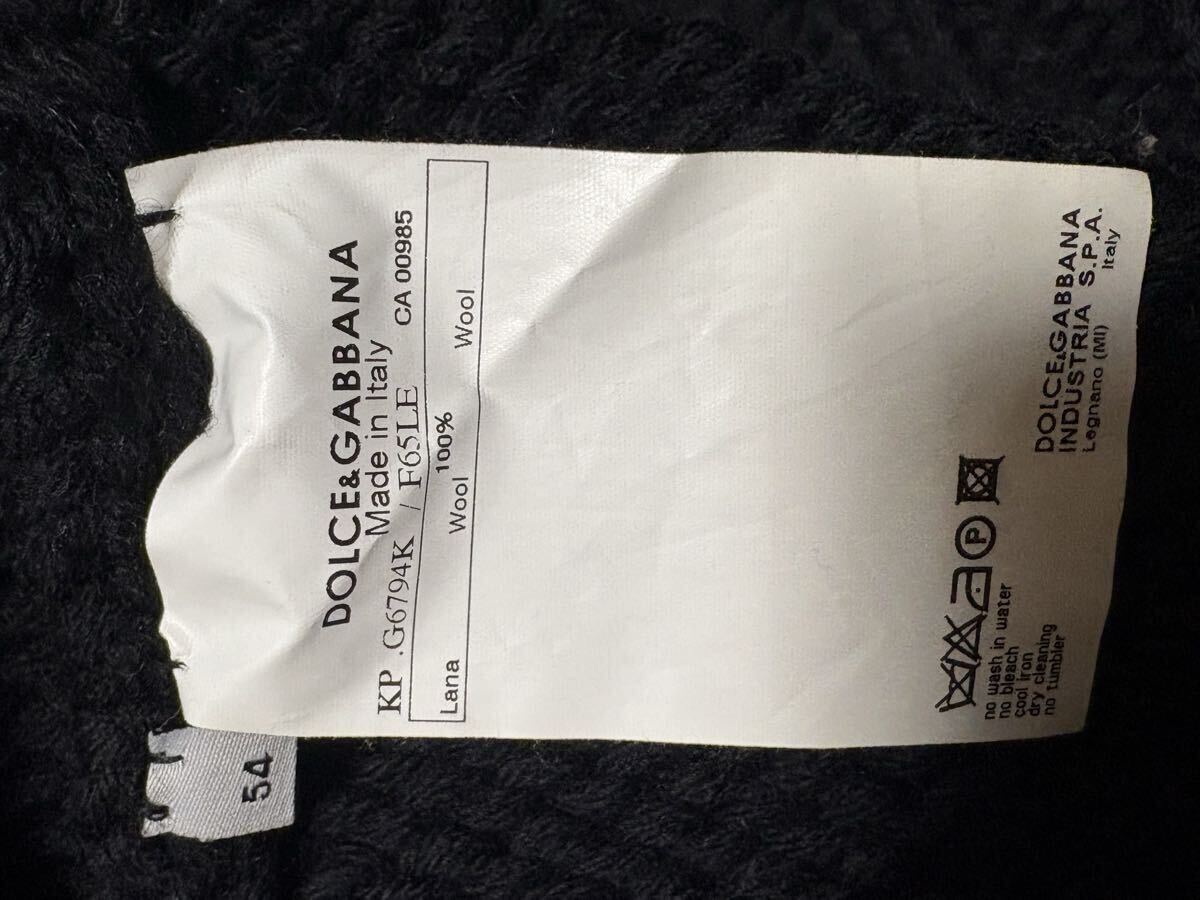 DOLCE&GABBANA
Made in Italy
KP .G6794K / F65LE CA 00985
100%
Lana Wool Wool
P
no wash in water
no bleach
cool iron
dry cleaning
no tumbler
DOLCE&GABBANA
INDUSTRIA S.P.A.
Legnano (MI) Italy
54